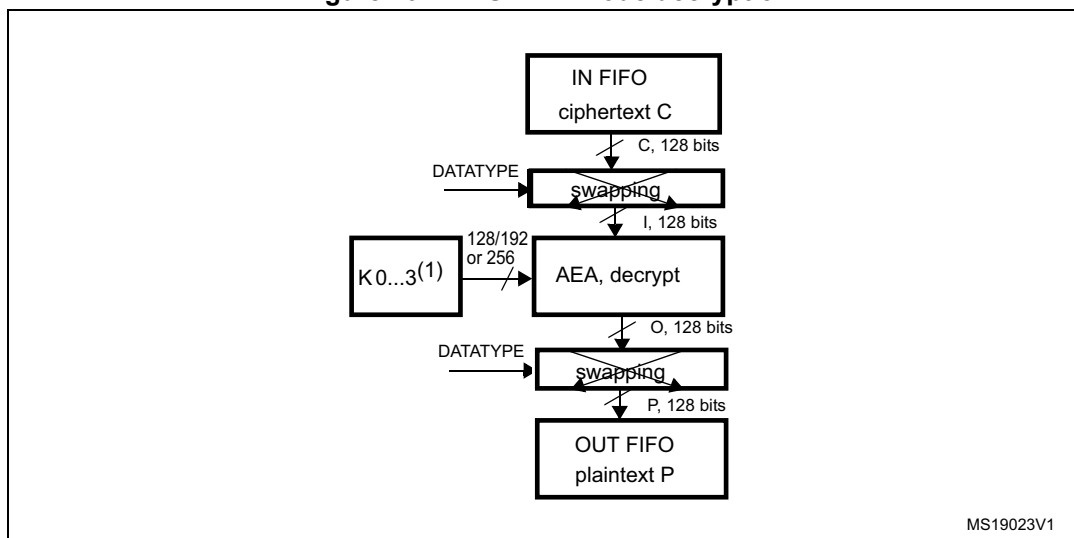 IN FIFO
ciphertext C
C, 128 bits
DATATYPE
swapping
I, 128 bits
128/192
or 256
K 0...3(1)
AEA, decrypt
O, 128 bits
DATATYPE
swapping
P, 128 bits
OUT FIFO
plaintext P
MS19023V1